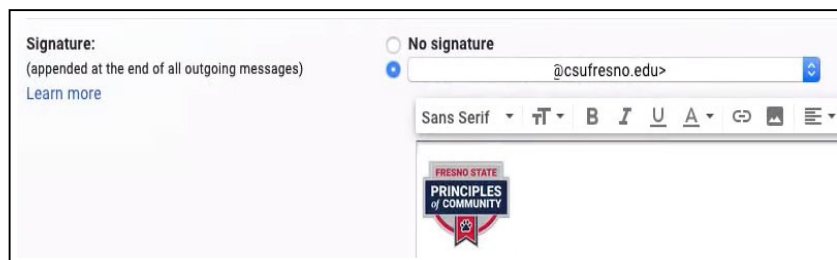 Signature:
(appended at the end of all outgoing messages)
Learn more
No signature
@csufresno.edu>
Sans Serif
B I U A
FRESNO STATE
PRINCIPLES
of COMMUNITY